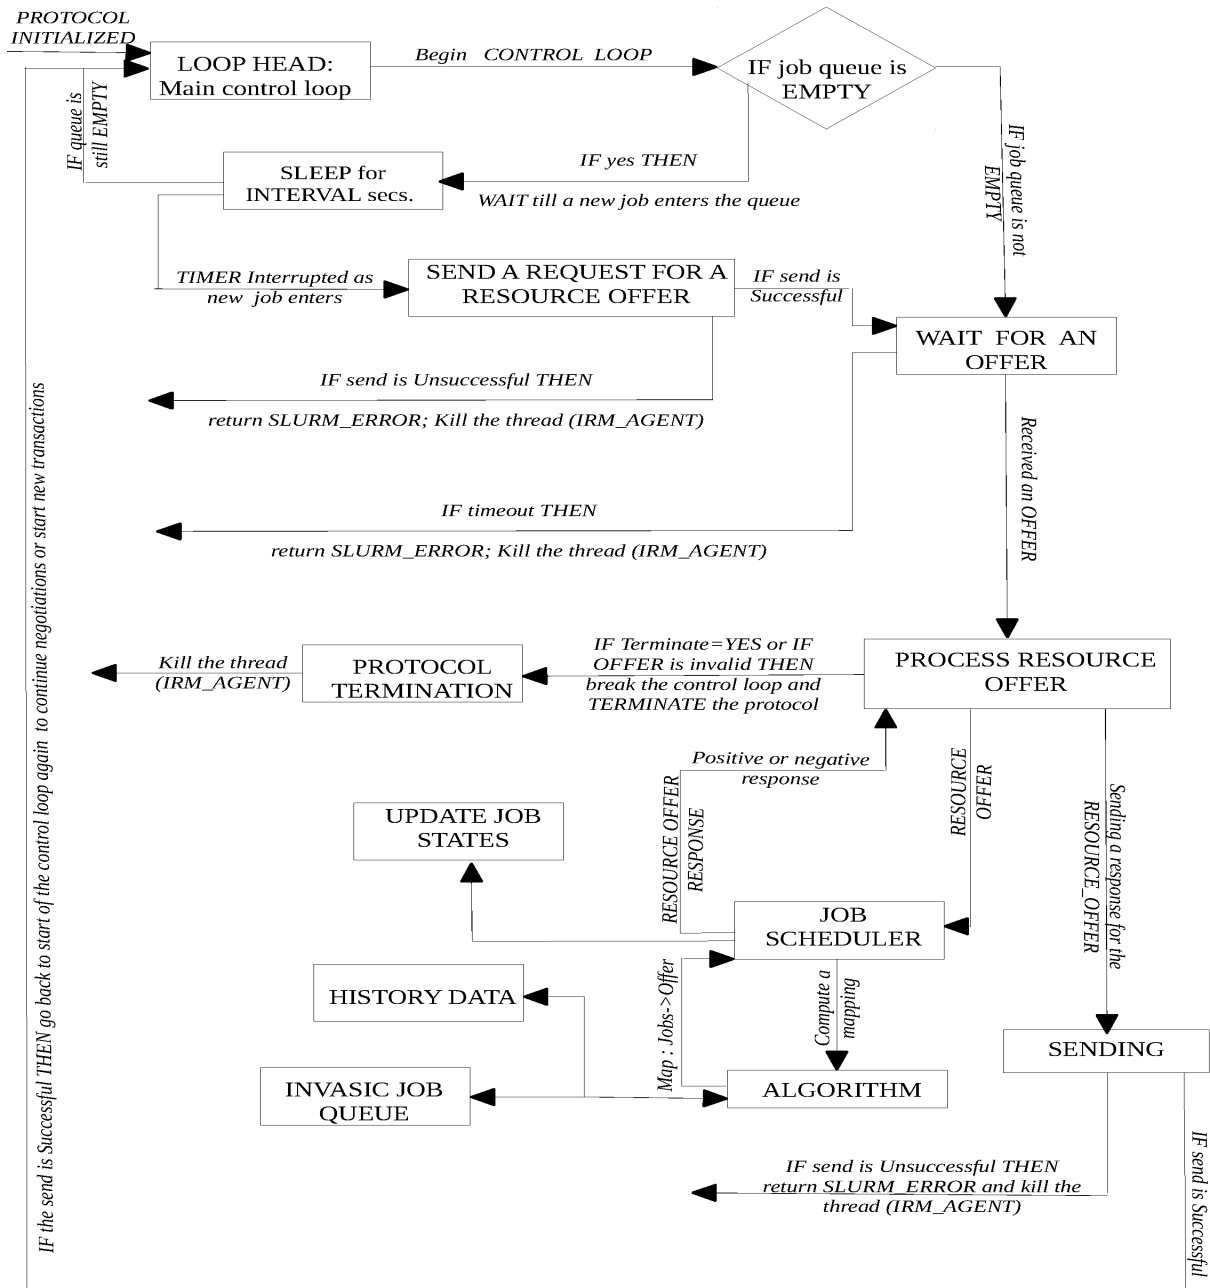 PROTOCOL
INITIALIZED
LOOP HEAD:
Main control loop
Begin CONTROL LOOP
IF job queue is
EMPTY
IF queue is
still EMPTY
SLEEP for
INTERVAL secs.
IF yes THEN
WAIT till a new job enters the queue
IF job queue is not
EMPTY
TIMER Interrupted as
new job enters
SEND A REQUEST FOR A
RESOURCE OFFER
IF send is
Successful
WAIT FOR AN
OFFER
IF send is Unsuccessful THEN
return SLURM_ERROR; Kill the thread (IRM_AGENT)
Received an OFFER
IF timeout THEN
return SLURM_ERROR; Kill the thread (IRM_AGENT)
IF the send is Successful THEN go back to start of the control loop again to continue negotiations or start new transactions
Kill the thread
(IRM_AGENT)
PROTOCOL
TERMINATION
IF Terminate=YES or IF
OFFER is invalid THEN
break the control loop and
TERMINATE the protocol
PROCESS RESOURCE
OFFER
Positive or negative
response
RESOURCE OFFER
RESPONSE
RESOURCE
OFFER
Sending a response for the
RESOURCE_OFFER
UPDATE JOB
STATES
JOB
SCHEDULER
HISTORY DATA
Map : Jobs->Offer
Compute a
mapping
SENDING
INVASIC JOB
QUEUE
ALGORITHM
IF send is Unsuccessful THEN
return SLURM_ERROR and kill the
thread (IRM_AGENT)
IF send is Successful